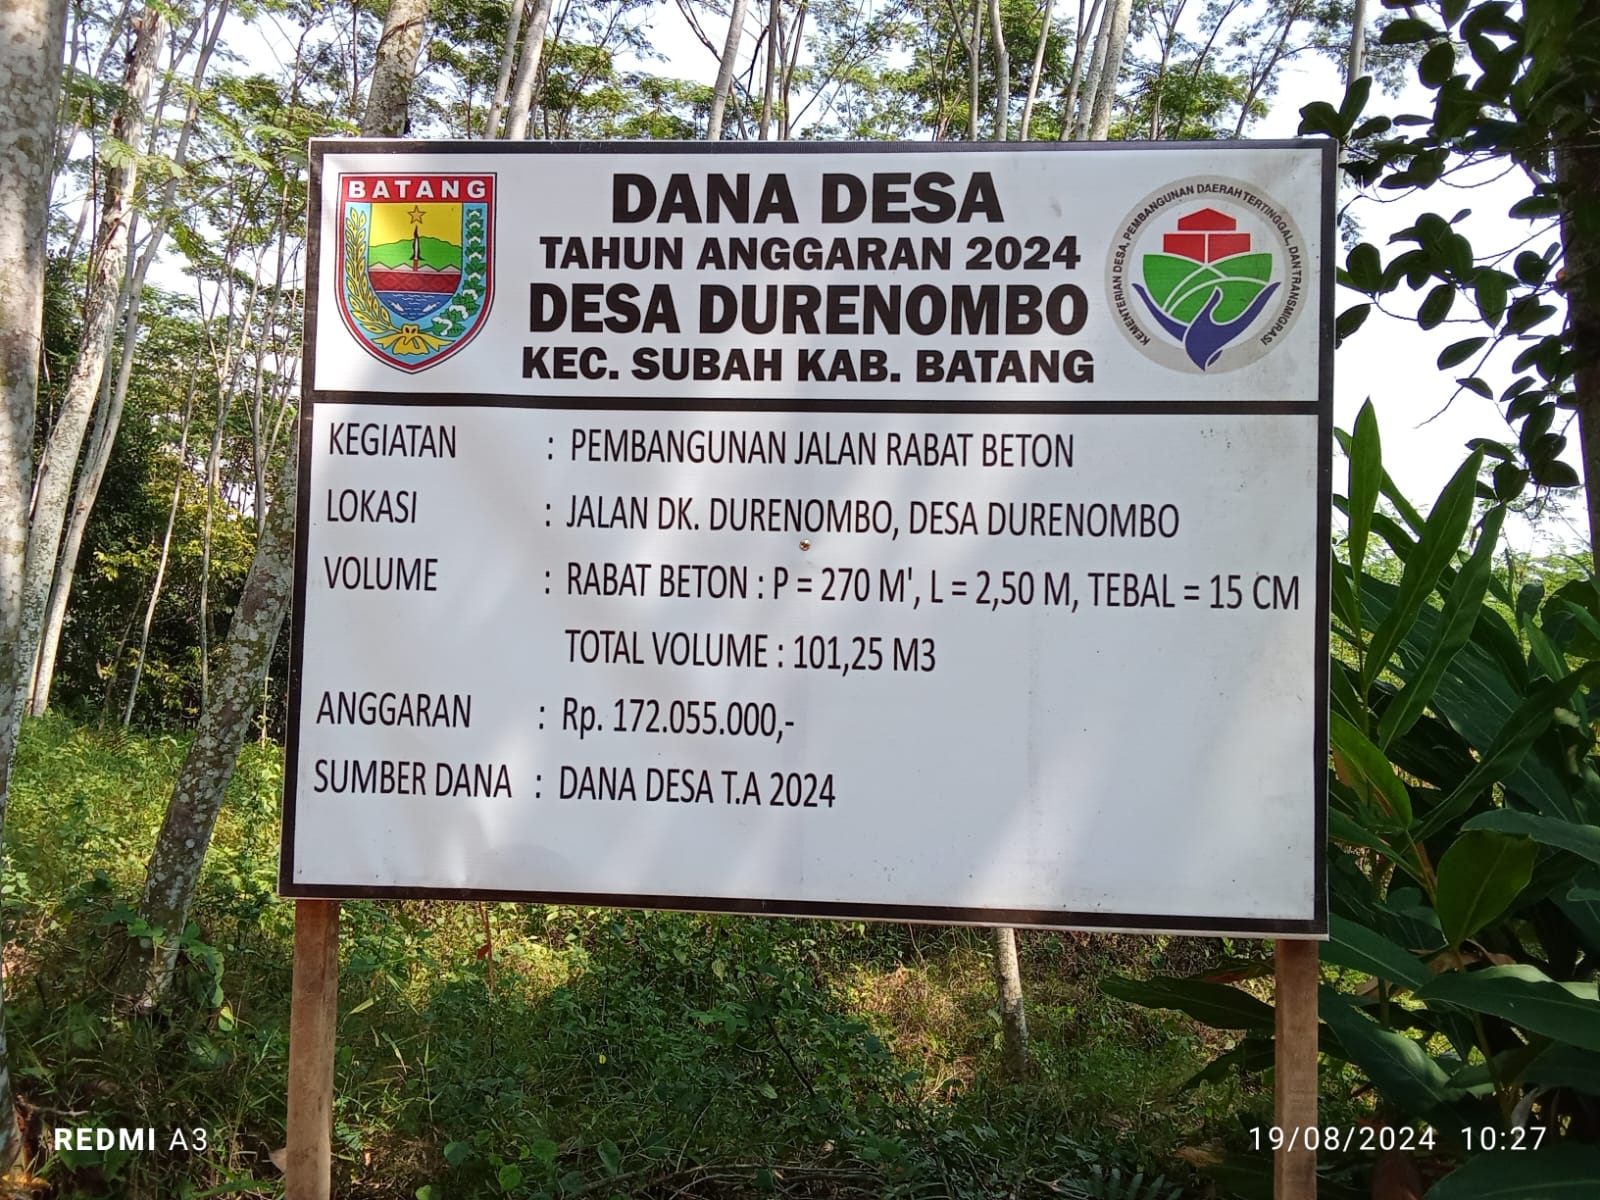 BATANG
DANA DESA
TAHUN ANGGARAN 2024
DESA DURENOMBO
KEC. SUBAH KAB. BATANG
KEMENTERIAN DESA, PEMBANGUNAN DAERAH TERTINGGAL, DAN TRANSMIGRASI
KEGIATAN : PEMBANGUNAN JALAN RABAT BETON
LOKASI : JALAN DK. DURENOMBO, DESA DURENOMBO
VOLUME : RABAT BETON : P = 270 M', L = 2,50 M, TEBAL = 15 CM
TOTAL VOLUME : 101,25 M3
ANGGARAN : Rp. 172.055.000,-
SUMBER DANA : DANA DESA T.A 2024
REDMI A3
19/08/2024 10:27